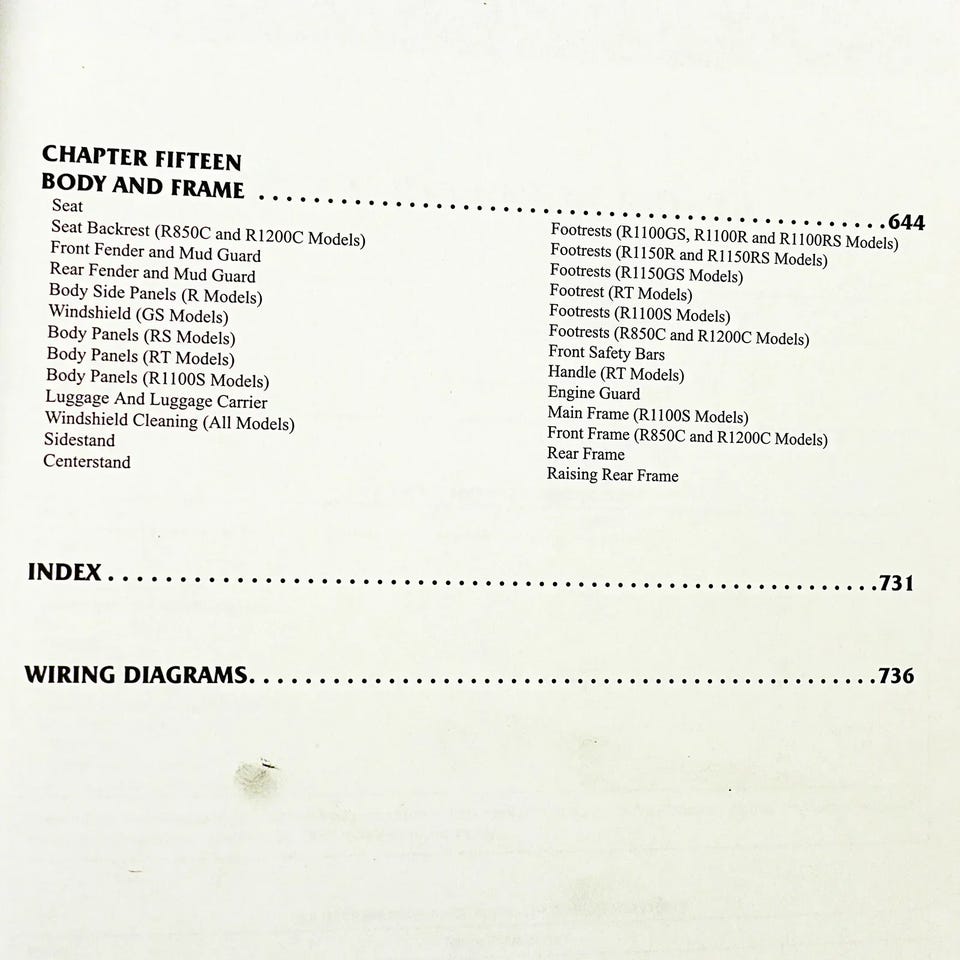 CHAPTER FIFTEEN
BODY AND FRAME . . . . . . . . . . . . . . . . . . . . . . . . . . . . . . . . . . . . . . . . . . . 644
Seat
Seat Backrest (R850C and R1200C Models)
Front Fender and Mud Guard
Rear Fender and Mud Guard
Body Side Panels (R Models)
Windshield (GS Models)
Body Panels (RS Models)
Body Panels (RT Models)
Body Panels (R1100S Models)
Luggage And Luggage Carrier
Windshield Cleaning (All Models)
Sidestand
Centerstand
Footrests (R1100GS, R1100R and R1100RS Models)
Footrests (R1150R and R1150RS Models)
Footrests (R1150GS Models)
Footrest (RT Models)
Footrests (R1100S Models)
Footrests (R850C and R1200C Models)
Front Safety Bars
Handle (RT Models)
Engine Guard
Main Frame (R1100S Models)
Front Frame (R850C and R1200C Models)
Rear Frame
Raising Rear Frame
INDEX . . . . . . . . . . . . . . . . . . . . . . . . . . . . . . . . . . . . . . . . . . . . . . . . . . . . . 731
WIRING DIAGRAMS. . . . . . . . . . . . . . . . . . . . . . . . . . . . . . . . . . . . . . . . . . . . 736